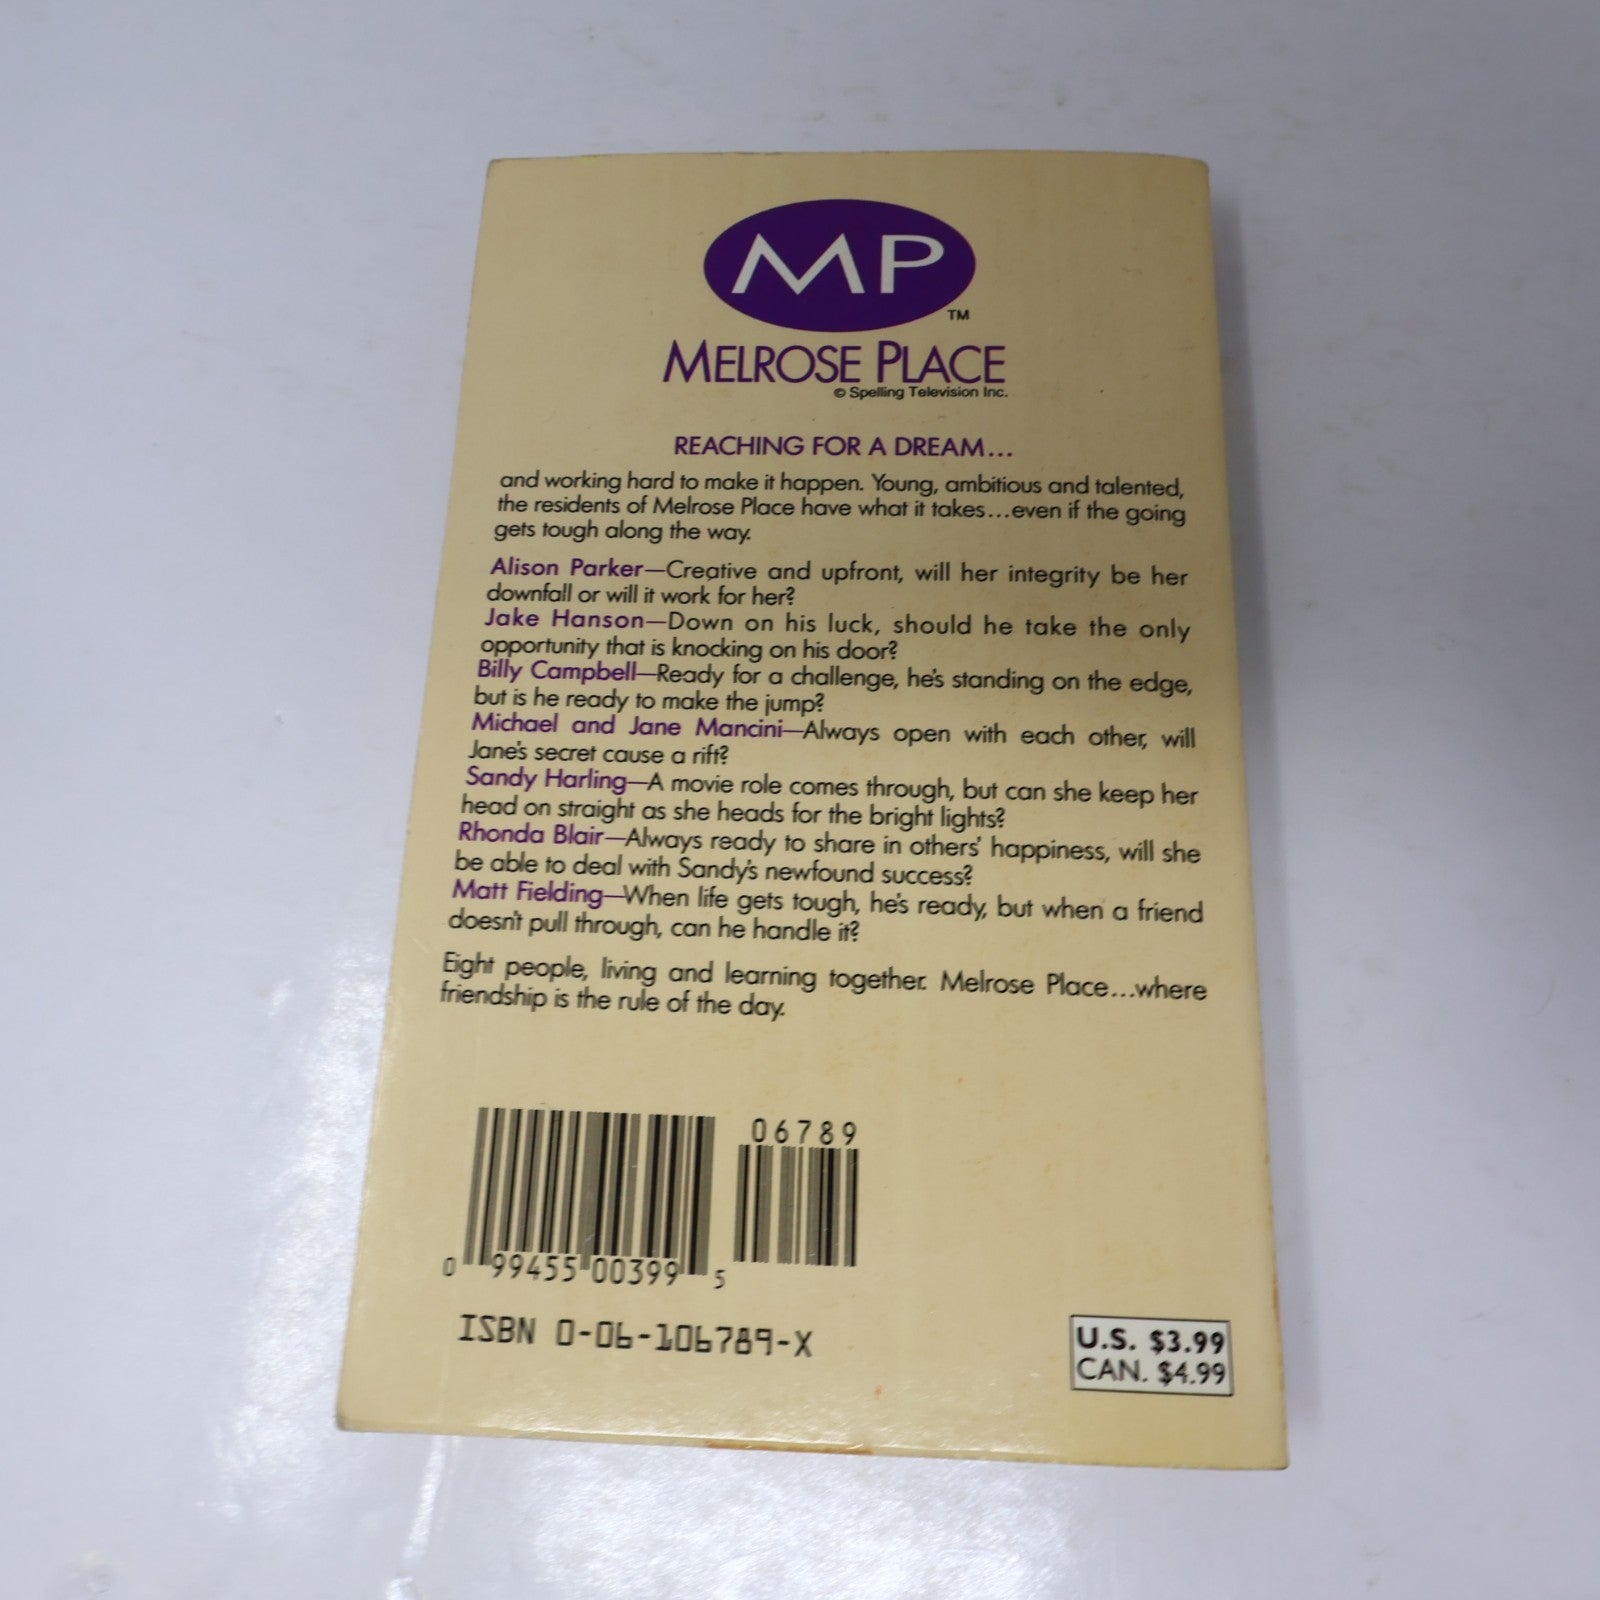 MP
TM
MELROSE PLACE
© Spelling Television Inc.
REACHING FOR A DREAM...
and working hard to make it happen. Young, ambitious and talented,
the residents of Melrose Place have what it takes...even if the going
gets tough along the way.
Alison Parker—Creative and upfront, will her integrity be her
downfall or will it work for her?
Jake Hanson—Down on his luck, should he take the only
opportunity that is knocking on his door?
Billy Campbell—Ready for a challenge, he's standing on the edge,
but is he ready to make the jump?
Michael and Jane Mancini—Always open with each other, will
Jane's secret cause a rift?
Sandy Harling—A movie role comes through, but can she keep her
head on straight as she heads for the bright lights?
Rhonda Blair—Always ready to share in others' happiness, will she
be able to deal with Sandy's newfound success?
Matt Fielding—When life gets tough, he's ready, but when a friend
doesn't pull through, can he handle it?
Eight people, living and learning together. Melrose Place...where
friendship is the rule of the day.
06789
0 99455 00399 5
ISBN 0-06-106789-X
U.S. $3.99
CAN. $4.99